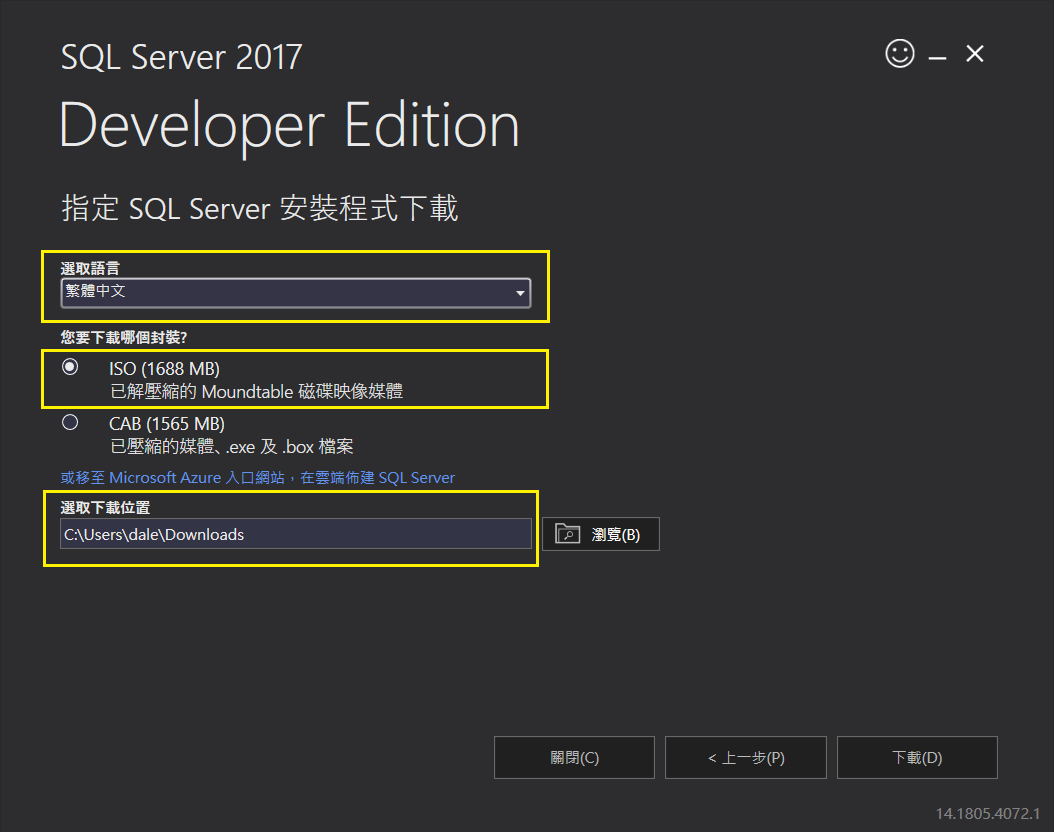 SQL Server 2017
Developer Edition
指定 SQL Server 安裝程式下載
選取語言
繁體中文
您要下載哪個封裝?
ISO (1688 MB)
已解壓縮的 Moundtable 磁碟映像媒體
CAB (1565 MB)
已壓縮的媒體、.exe 及 .box 檔案
或移至 Microsoft Azure 入口網站，在雲端佈建 SQL Server
選取下載位置
C:\Users\dale\Downloads
瀏覽(B)
關閉(C)
< 上一步(P)
下載(D)
14.1805.4072.1